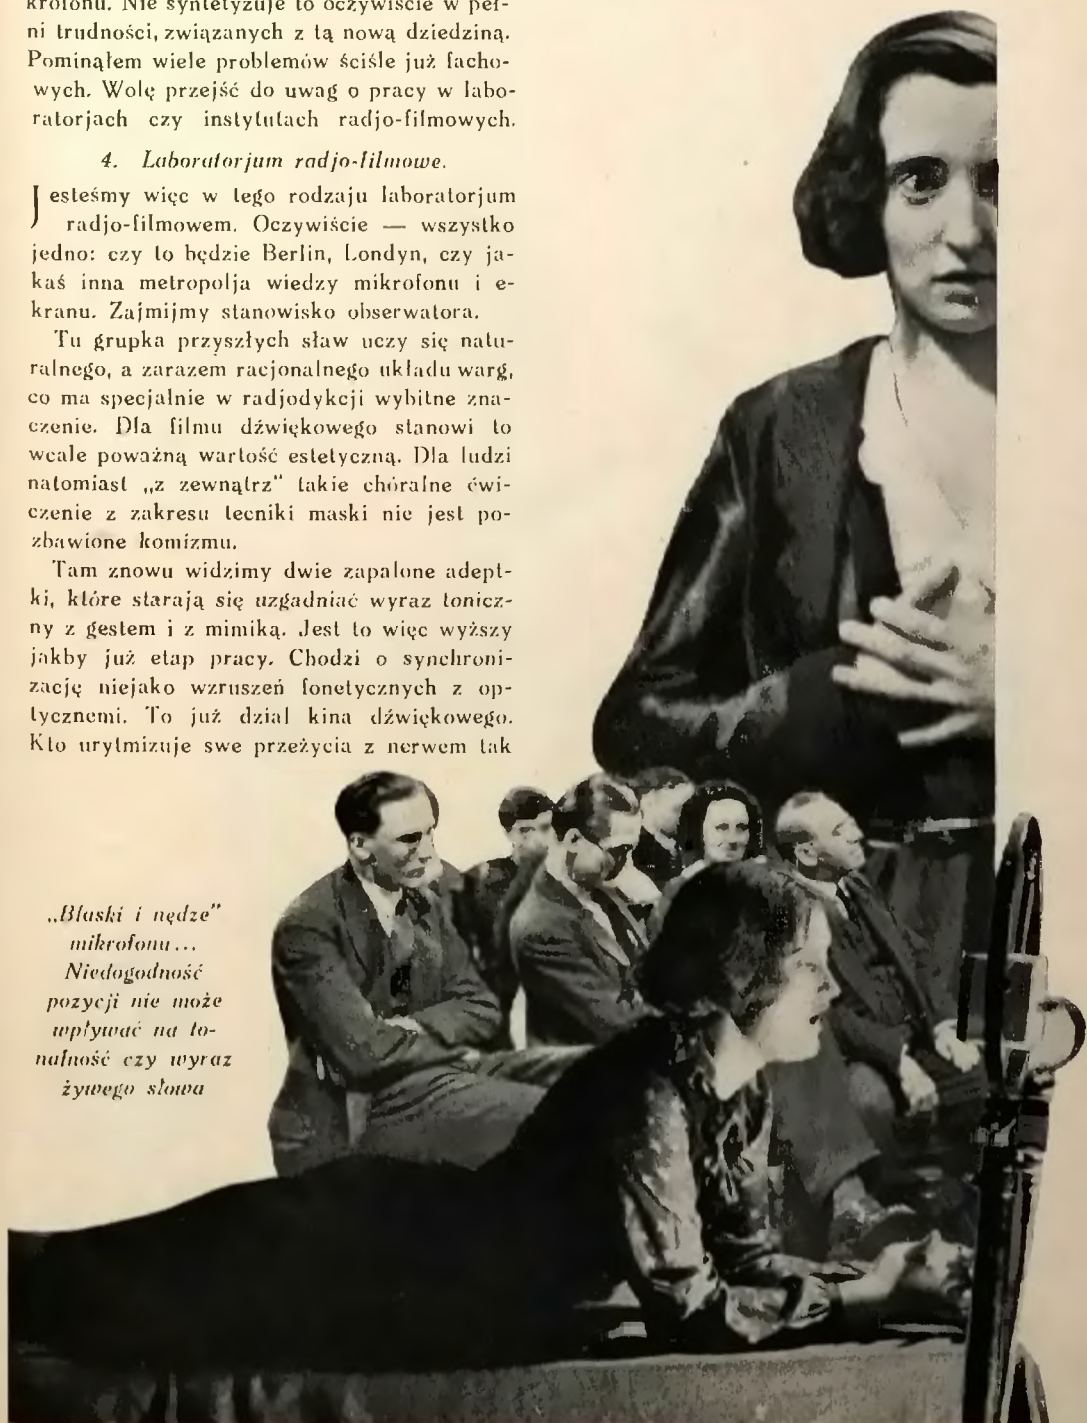 krofonu. Nie syntetyzuje to oczywiście w peł-
ni trudności, związanych z tą nową dziedziną.
Pominąłem wiele problemów ściśle już facho-
wych. Wolę przejść do uwag o pracy w labo-
ratorjach czy instytutach radjo-filmowych.
4. Laboratorjum radjo-filmowe.
Jesteśmy więc w tego rodzaju laboratorjum
radjo-filmowem. Oczywiście — wszystko
jedno: czy to będzie Berlin, Londyn, czy ja-
kaś inna metropolja wiedzy mikrofonu i e-
kranu. Zajmijmy stanowisko obserwatora.
Tu grupka przyszłych sław uczy się natu-
ralnego, a zarazem racjonalnego układu warg,
co ma specjalnie w radjodykcji wybitne zna-
czenie. Dla filmu dźwiękowego stanowi to
wcale poważną wartość estetyczną. Dla ludzi
natomiast „z zewnątrz" takie chóralne ćwi-
czenie z zakresu tecniki maski nie jest po-
zbawione komizmu.
Tam znowu widzimy dwie zapalone adept-
ki, które starają się uzgadniać wyraz tonicz-
ny z gestem i z mimiką. Jest to więc wyższy
jakby już etap pracy. Chodzi o synchroni-
zację niejako wzruszeń fonetycznych z op-
tycznemi. To już dział kina dźwiękowego.
Kto urytmizuje swe przeżycia z nerwem tak
„Blaski i nędze"
mikrofonu...
Niedogodność
pozycji nie może
wpływać na to-
nalność czy wyraz
żywego słowa